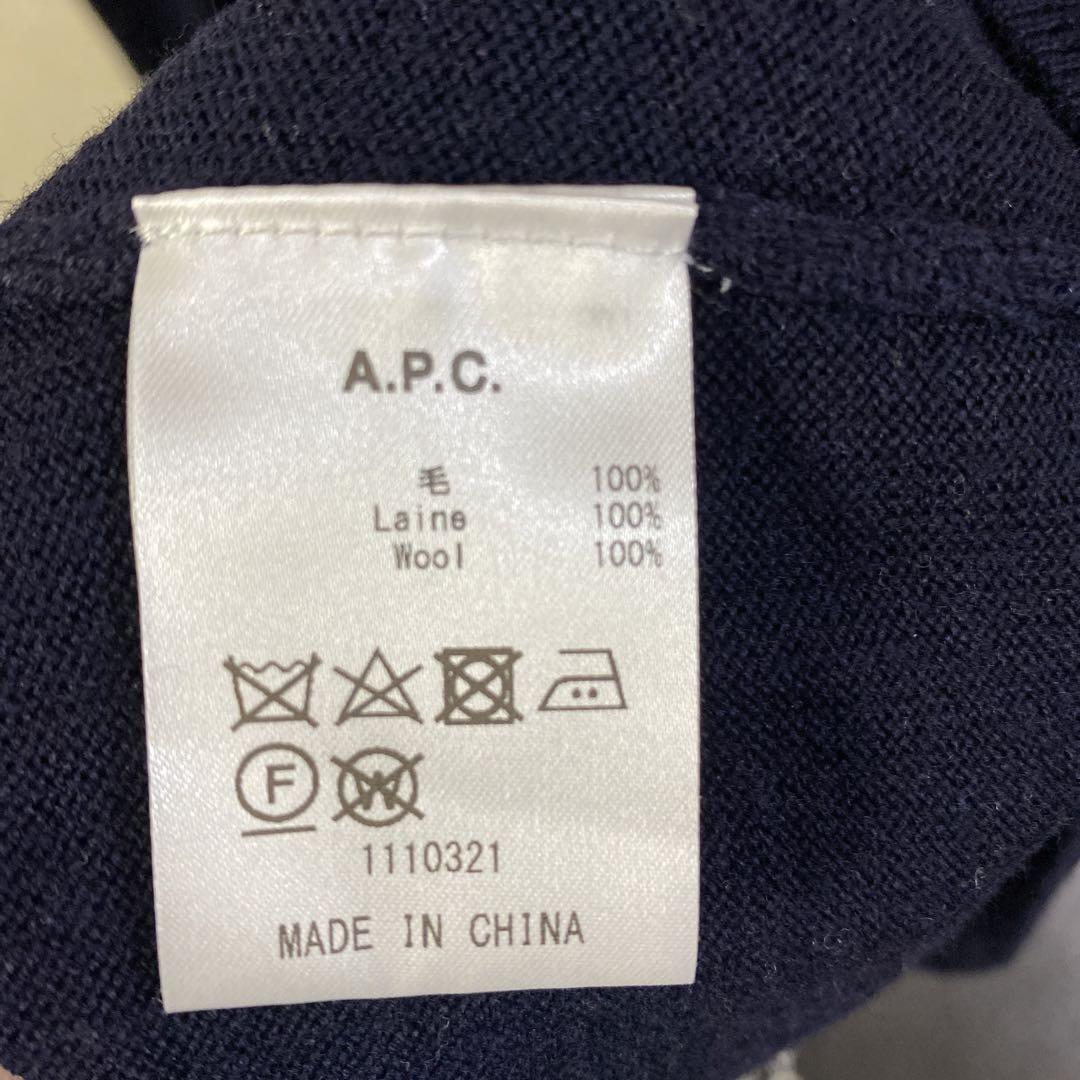 A.P.C.
毛 100%
Laine 100%
Wool 100%
F W
1110321
MADE IN CHINA